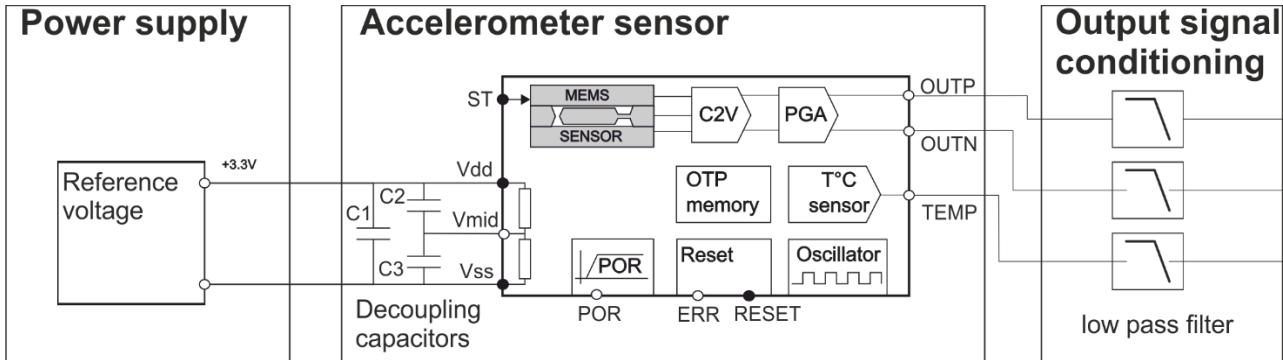 Power supply
Accelerometer sensor
Output signal
conditioning
+3.3V
Reference
voltage
C1
C2
C3
Decoupling
capacitors
ST
Vdd
Vmid
Vss
MEMS
SENSOR
C2V
PGA
OTP
memory
T°C
sensor
POR
Reset
Oscillator
POR
ERR
RESET
OUTP
OUTN
TEMP
low pass filter